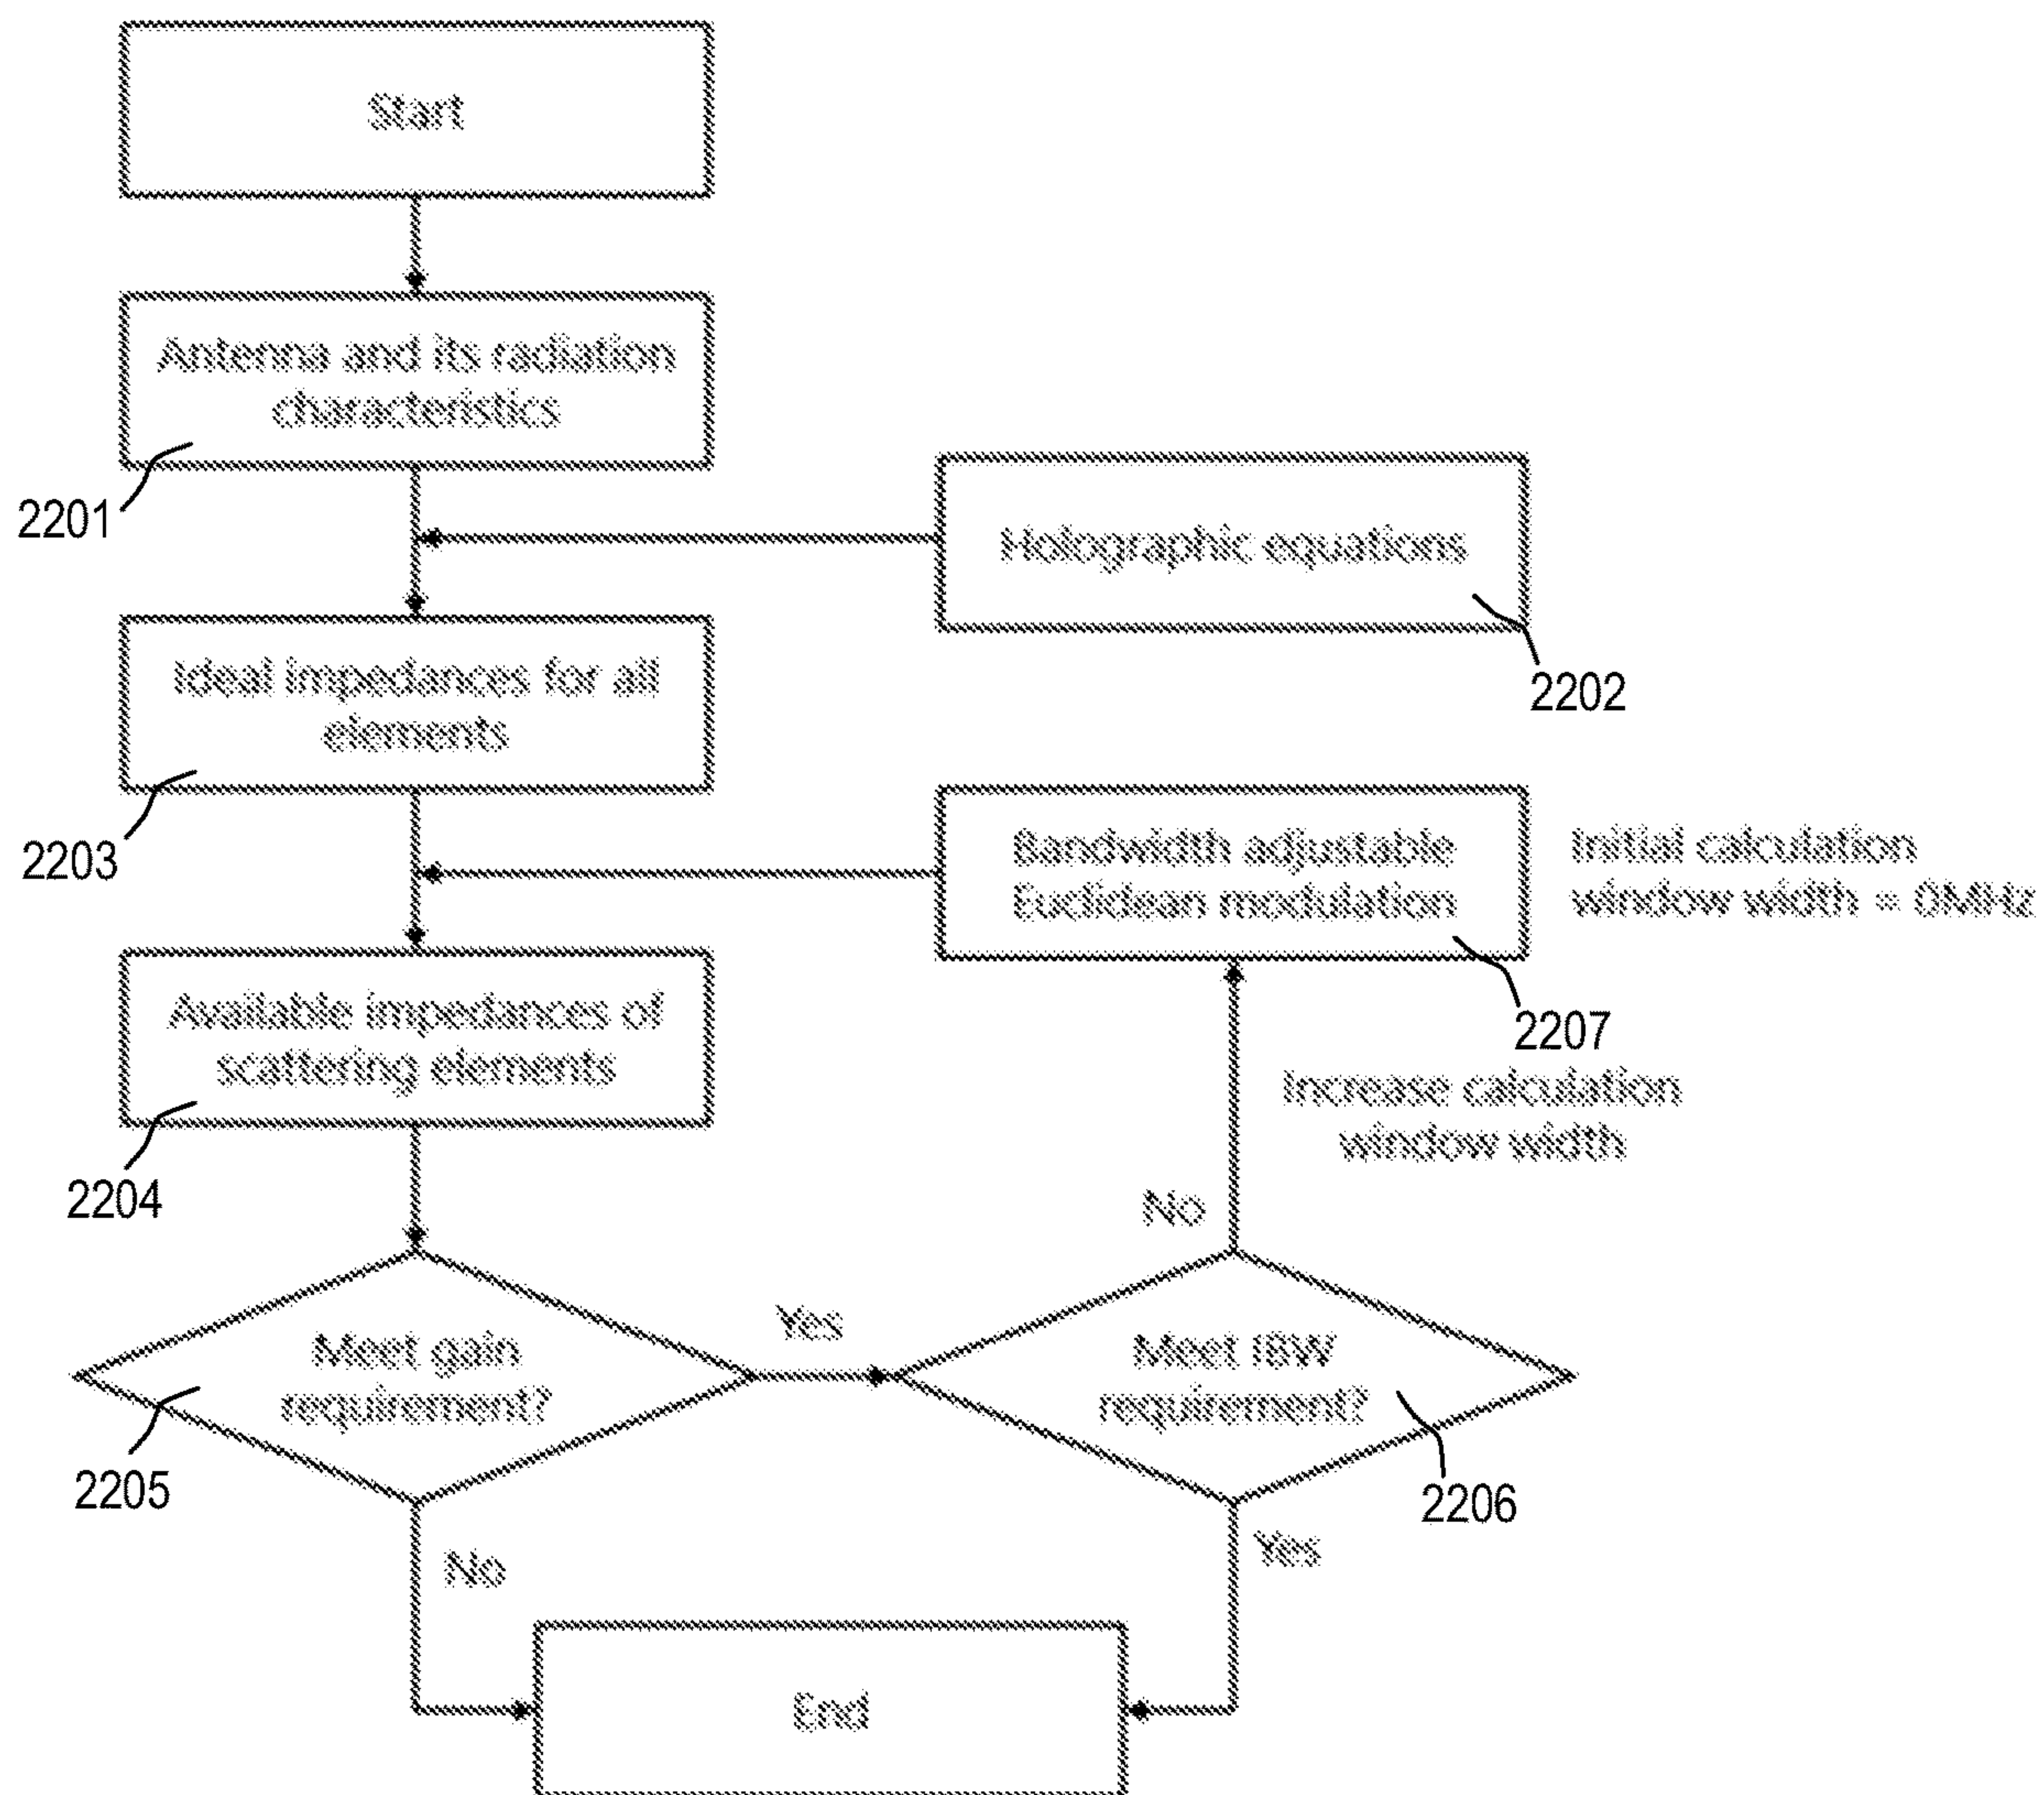 Start
Antenna and its radiation
characteristics
2201
Holographic equations
2202
Ideal impedances for all
elements
2203
Bandwidth adjustable
Euclidean modulation
Initial calculation
window width = 0MHz
2207
Available impedances of
scattering elements
2204
Increase calculation
window width
No
Meet gain
requirement?
2205
Yes
Meet IBW
requirement?
2206
No
Yes
End